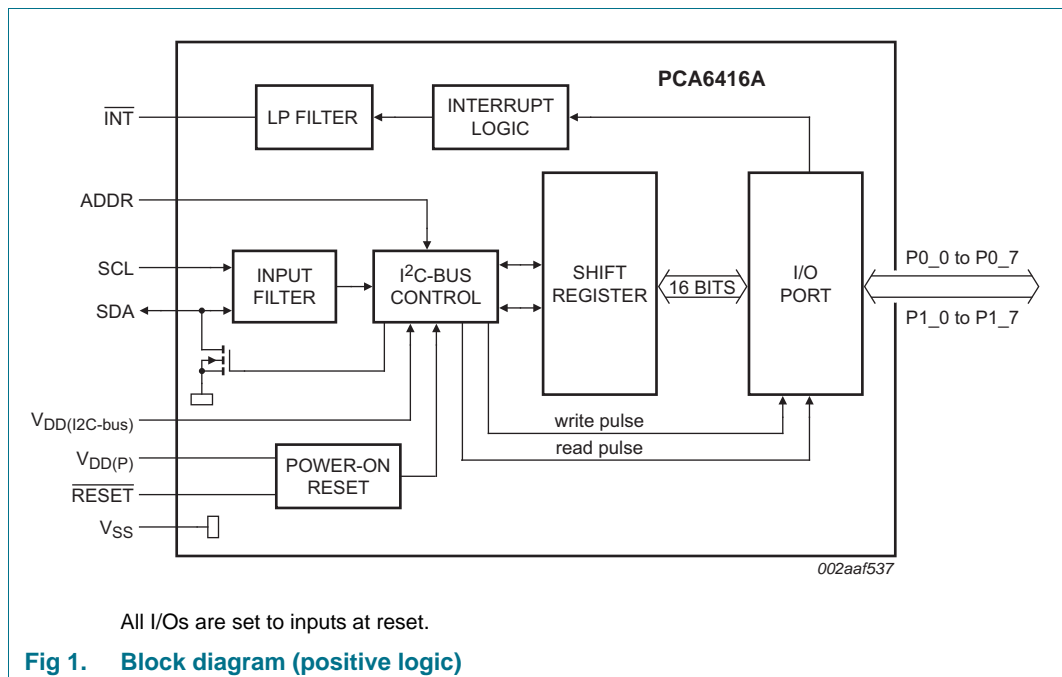 PCA6416A
INT
LP FILTER
INTERRUPT
LOGIC
ADDR
SCL
SDA
INPUT
FILTER
I²C-BUS
CONTROL
SHIFT
REGISTER
16 BITS
I/O
PORT
P0_0 to P0_7
P1_0 to P1_7
write pulse
read pulse
VDD(I2C-bus)
VDD(P)
RESET
POWER-ON
RESET
VSS
002aaf537
All I/Os are set to inputs at reset.
Fig 1. Block diagram (positive logic)